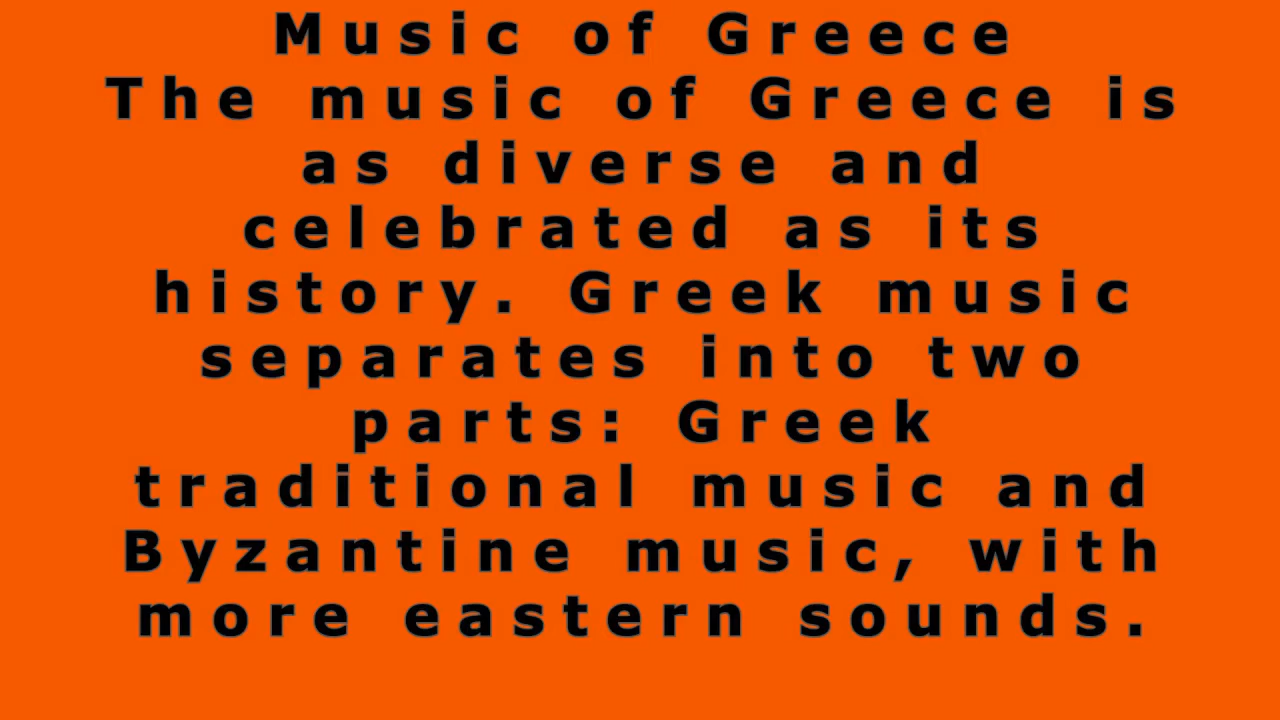 Music of Greece
The music of Greece is
as diverse and
celebrated as its
history. Greek music
separates into two
parts: Greek
traditional music and
Byzantine music, with
more eastern sounds.